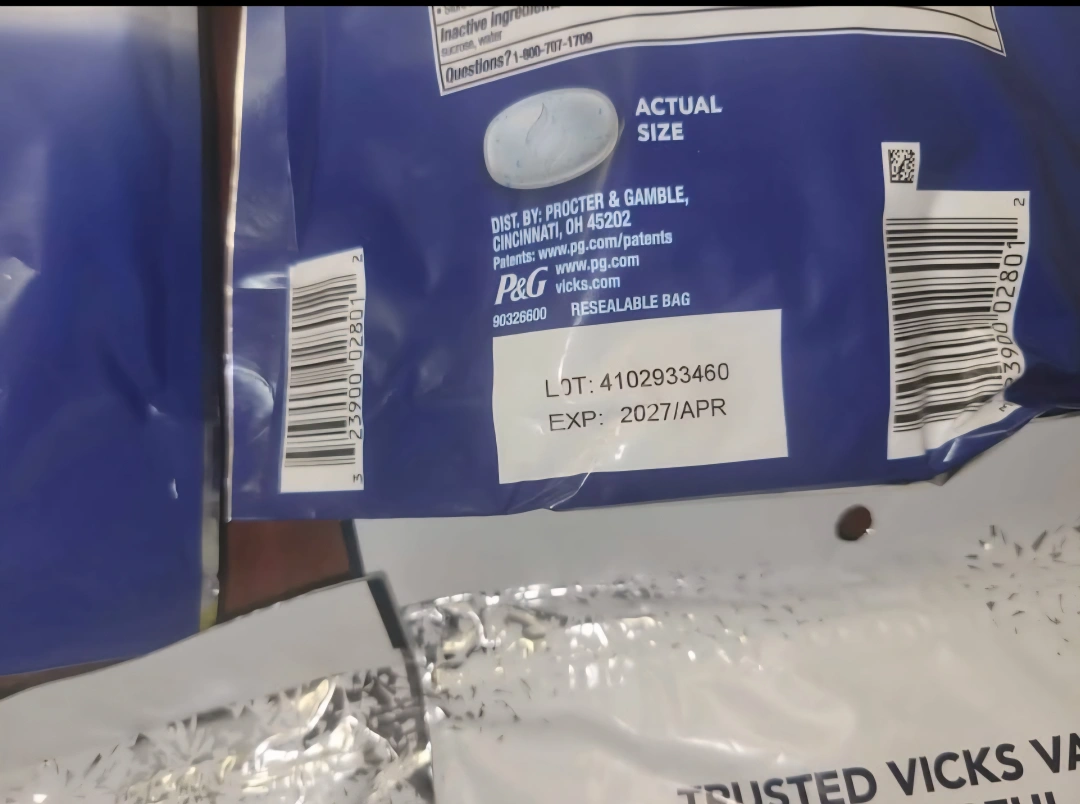 Inactive ingredients
sucrose, water
Questions? 1-800-707-1709
ACTUAL
SIZE
DIST. BY: PROCTER & GAMBLE,
CINCINNATI, OH 45202
Patents: www.pg.com/patents
P&G www.pg.com
vicks.com
90326600 RESEALABLE BAG
LOT: 4102933460
EXP: 2027/APR
3 23900 02801 2
3 23900 02801 2
TRUSTED VICKS